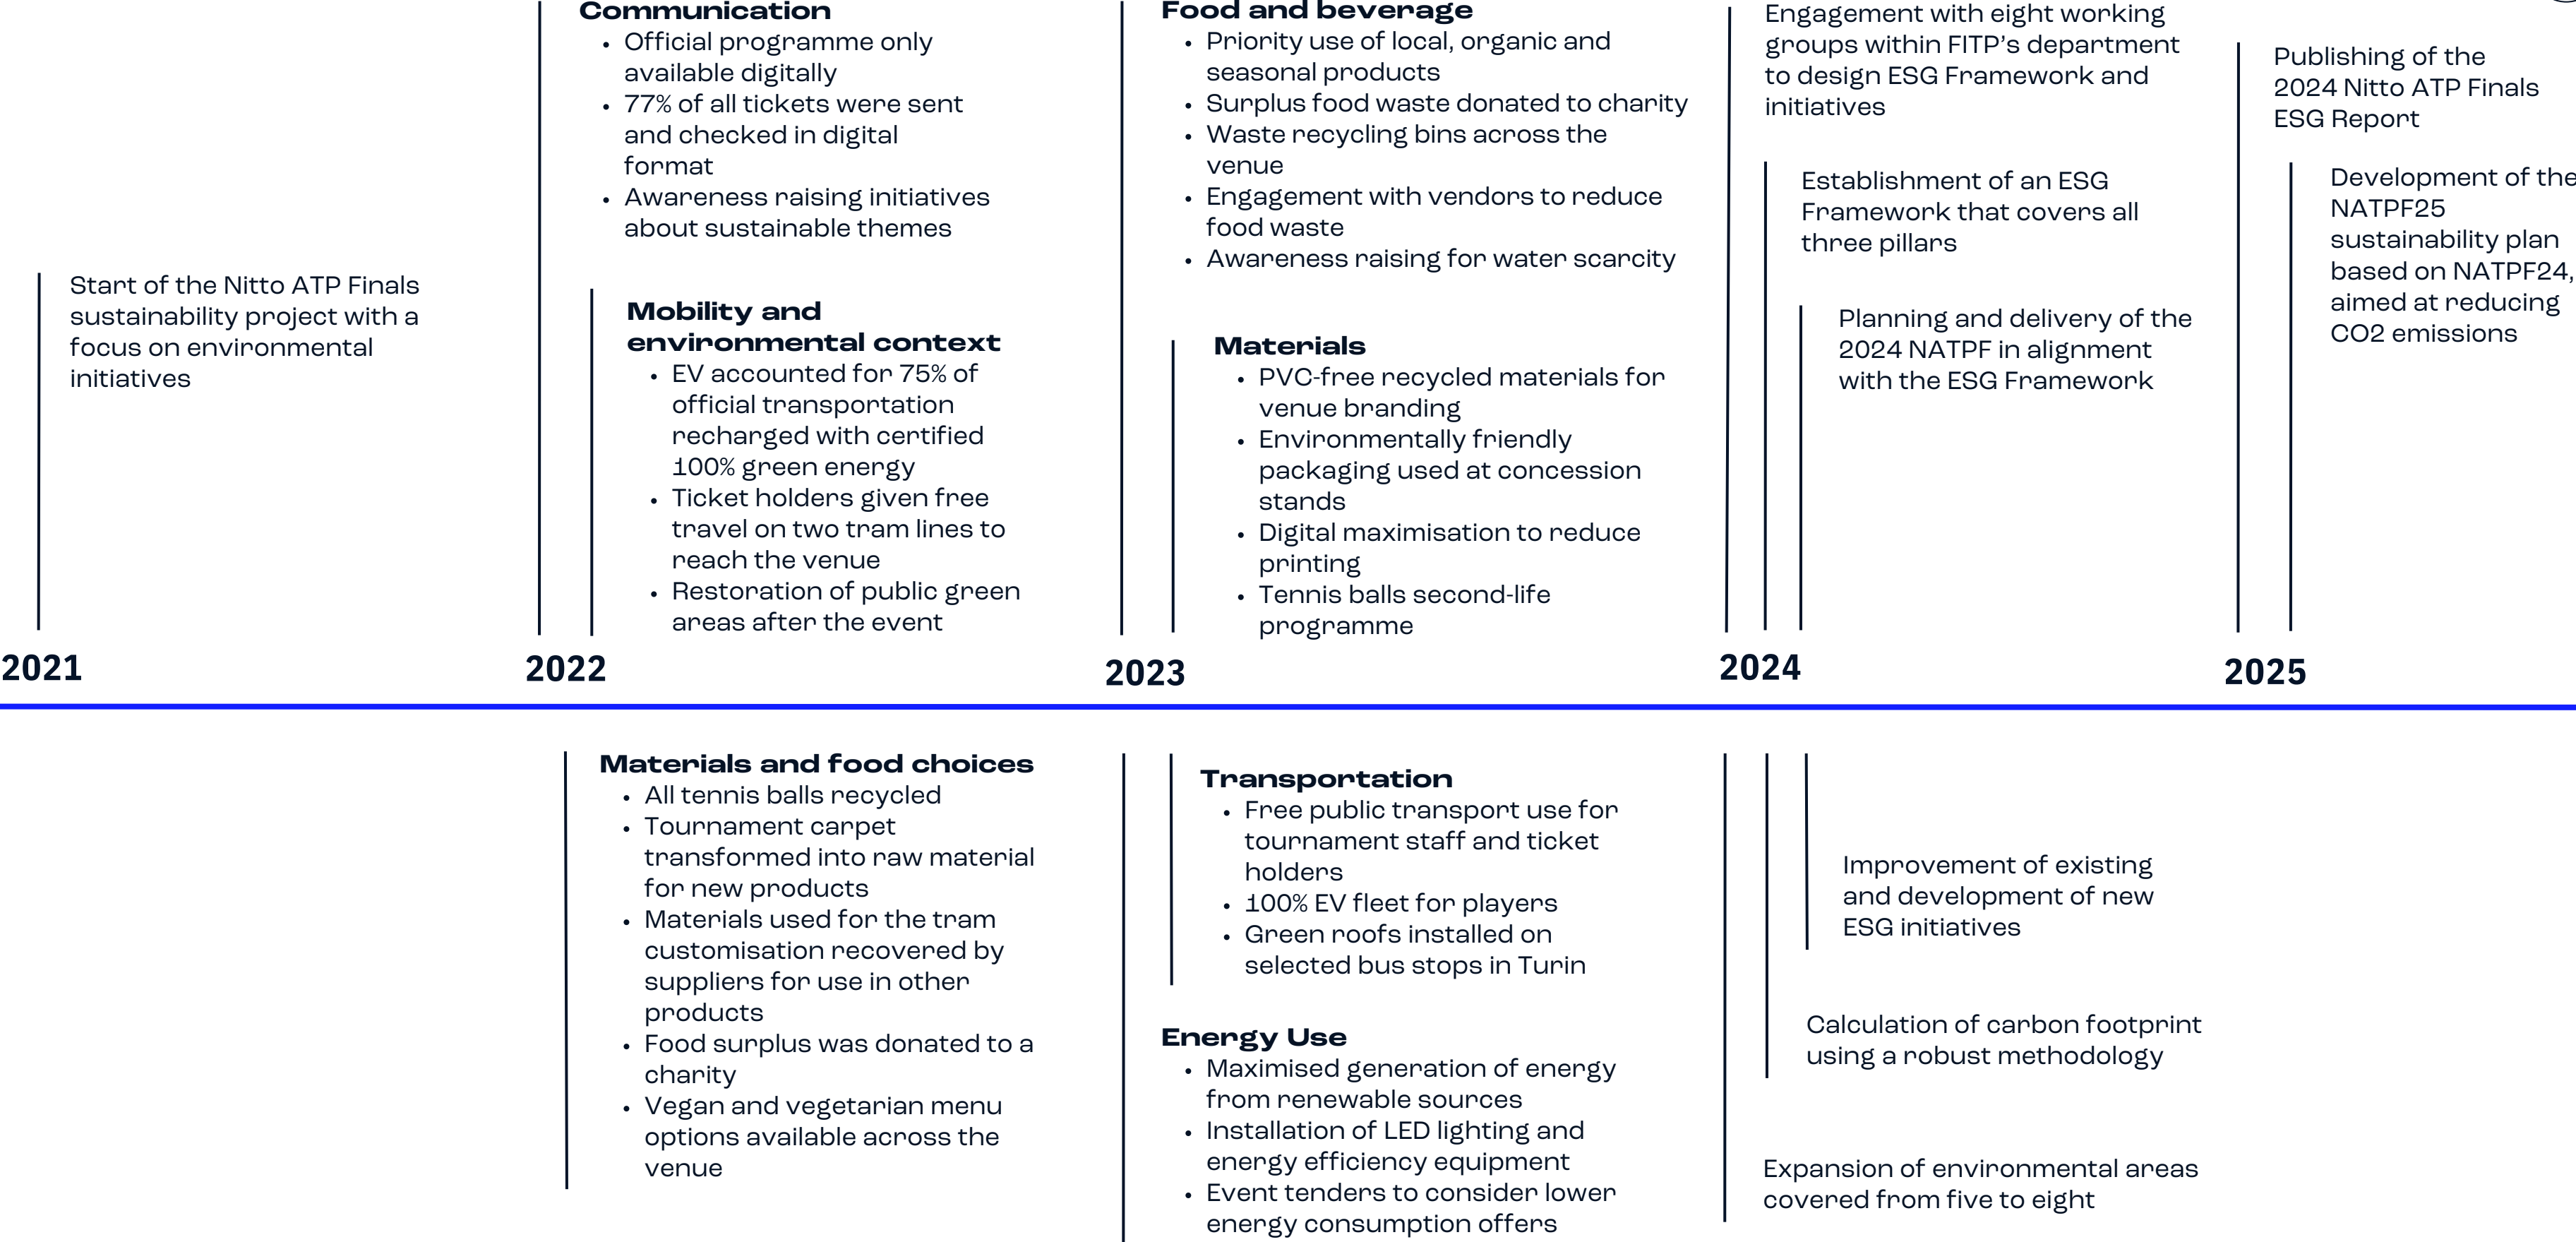 Start of the Nitto ATP Finals
sustainability project with a
focus on environmental
initiatives
2021
Communication
• Official programme only
available digitally
• 77% of all tickets were sent
and checked in digital
format
• Awareness raising initiatives
about sustainable themes
Mobility and
environmental context
• EV accounted for 75% of
official transportation
recharged with certified
100% green energy
• Ticket holders given free
travel on two tram lines to
reach the venue
• Restoration of public green
areas after the event
2022
Materials and food choices
• All tennis balls recycled
• Tournament carpet
transformed into raw material
for new products
• Materials used for the tram
customisation recovered by
suppliers for use in other
products
• Food surplus was donated to a
charity
• Vegan and vegetarian menu
options available across the
venue
Food and beverage
• Priority use of local, organic and
seasonal products
• Surplus food waste donated to charity
• Waste recycling bins across the
venue
• Engagement with vendors to reduce
food waste
• Awareness raising for water scarcity
Materials
• PVC-free recycled materials for
venue branding
• Environmentally friendly
packaging used at concession
stands
• Digital maximisation to reduce
printing
• Tennis balls second-life
programme
2023
Transportation
• Free public transport use for
tournament staff and ticket
holders
• 100% EV fleet for players
• Green roofs installed on
selected bus stops in Turin
Energy Use
• Maximised generation of energy
from renewable sources
• Installation of LED lighting and
energy efficiency equipment
• Event tenders to consider lower
energy consumption offers
Engagement with eight working
groups within FITP’s department
to design ESG Framework and
initiatives
Establishment of an ESG
Framework that covers all
three pillars
Planning and delivery of the
2024 NATPF in alignment
with the ESG Framework
2024
Improvement of existing
and development of new
ESG initiatives
Calculation of carbon footprint
using a robust methodology
Expansion of environmental areas
covered from five to eight
Publishing of the
2024 Nitto ATP Finals
ESG Report
Development of the
NATPF25
sustainability plan
based on NATPF24,
aimed at reducing
CO2 emissions
2025